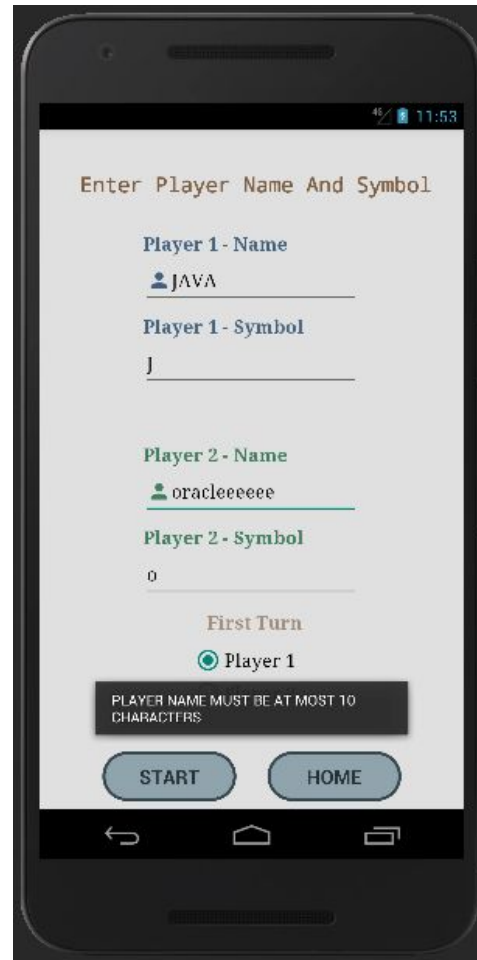 4G 11:53
Enter Player Name And Symbol
Player 1 - Name
JAVA
Player 1 - Symbol
J
Player 2 - Name
oracleeeeee
Player 2 - Symbol
o
First Turn
Player 1
PLAYER NAME MUST BE AT MOST 10
CHARACTERS
START HOME